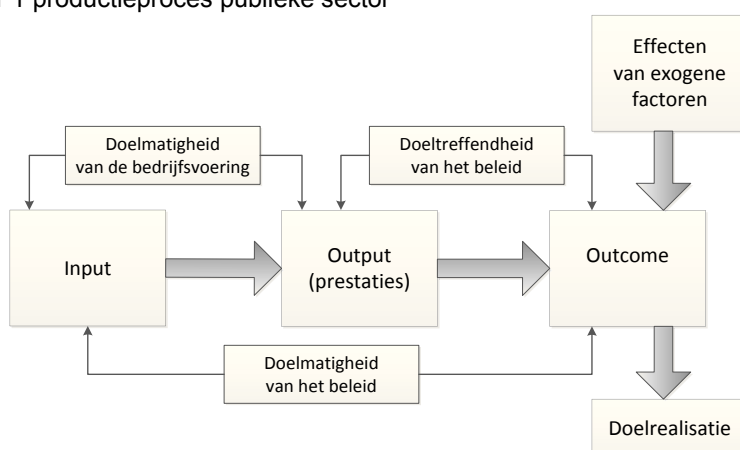 1 productieproces publieke sector
Effecten
van exogene
factoren
Doelmatigheid
van de bedrijfsvoering
Doeltreffendheid
van het beleid
Input
Output
(prestaties)
Outcome
Doelmatigheid
van het beleid
Doelrealisatie